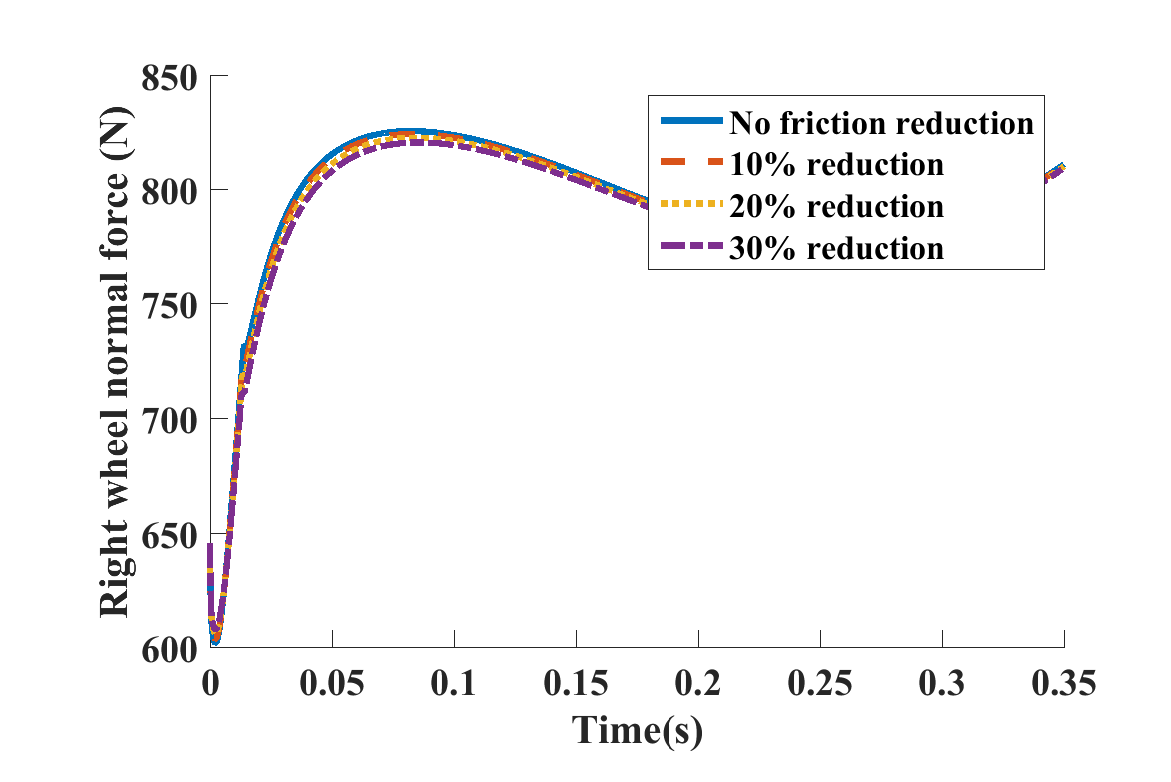 850
800
750
700
650
600
Right wheel normal force (N)
No friction reduction
10% reduction
20% reduction
30% reduction
0 0.05 0.1 0.15 0.2 0.25 0.3 0.35
Time(s)